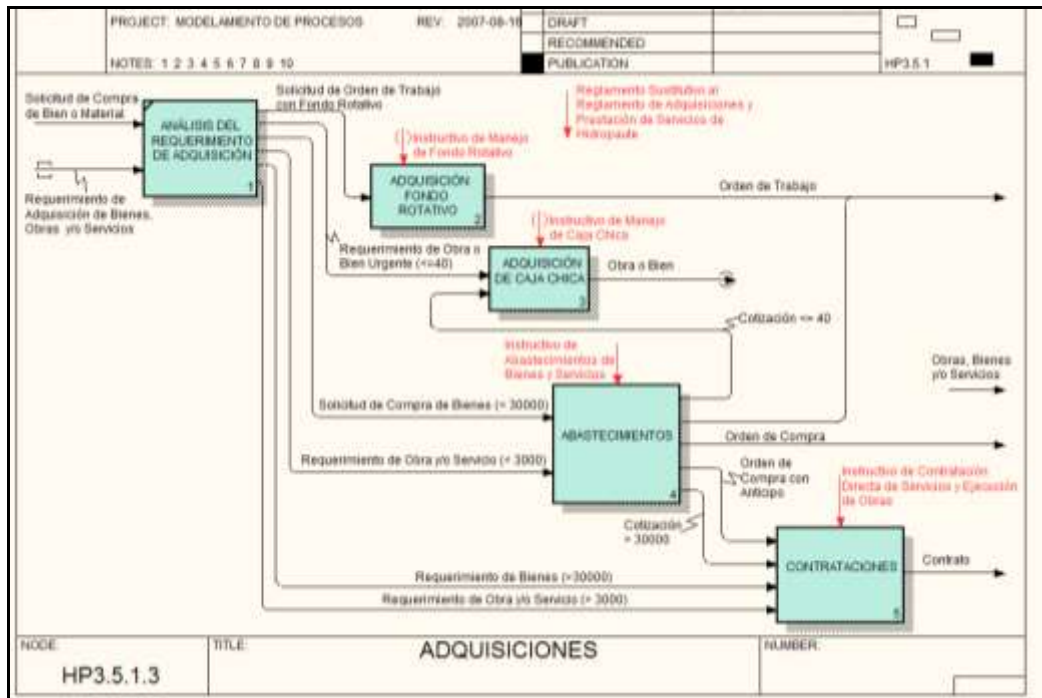 PROJECT: MODELAMIENTO DE PROCESOS
REV: 2007-08-16
DRAFT
RECOMMENDED
NOTES: 1 2 3 4 5 6 7 8 9 10
PUBLICATION
HP3.5.1
Solicitud de Compra
de Bien o Material
Solicitud de Orden de Trabajo
con Fondo Rotativo
Reglamento Sustitutivo al
Reglamento de Adquisiciones y
Prestación de Servicios de
Hidropaute
ANÁLISIS DEL
REQUERIMIENTO
DE ADQUISICIÓN
1
Instructivo de Manejo
de Fondo Rotativo
ADQUISICIÓN
FONDO
ROTATIVO
2
Orden de Trabajo
Requerimiento de
Adquisición de Bienes,
Obras y/o Servicios
Instructivo de Manejo
de Caja Chica
Requerimiento de Obra o
Bien Urgente (<=40)
ADQUISICIÓN
DE CAJA CHICA
3
Obra o Bien
Cotización <= 40
Instructivo de
Abastecimientos de
Bienes y Servicios
Obras, Bienes
y/o Servicios
Solicitud de Compra de Bienes (< 30000)
ABASTECIMIENTOS
4
Orden de Compra
Requerimiento de Obra y/o Servicio (< 3000)
Orden de
Compra con
Anticipo
Instructivo de Contratación
Directa de Servicios y Ejecución
de Obras
Cotización
> 30000
CONTRATACIONES
5
Contrato
Requerimiento de Bienes (>30000)
Requerimiento de Obra y/o Servicio (> 3000)
NODE:
TITLE:
NUMBER:
HP3.5.1.3
ADQUISICIONES